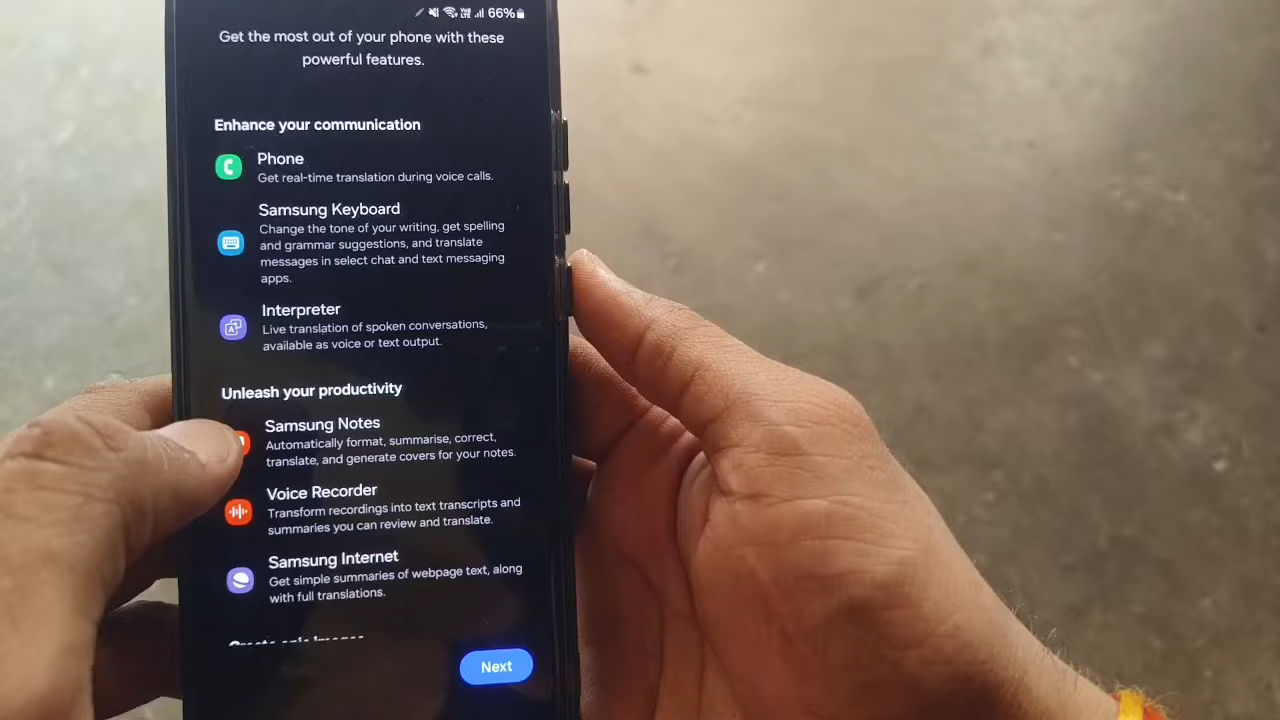 66%
Get the most out of your phone with these
powerful features.
Enhance your communication
Phone
Get real-time translation during voice calls.
Samsung Keyboard
Change the tone of your writing, get spelling
and grammar suggestions, and translate
messages in select chat and text messaging
apps.
Interpreter
Live translation of spoken conversations,
available as voice or text output.
Unleash your productivity
Samsung Notes
Automatically format, summarise, correct,
translate, and generate covers for your notes.
Voice Recorder
Transform recordings into text transcripts and
summaries you can review and translate.
Samsung Internet
Get simple summaries of webpage text, along
with full translations.
Next